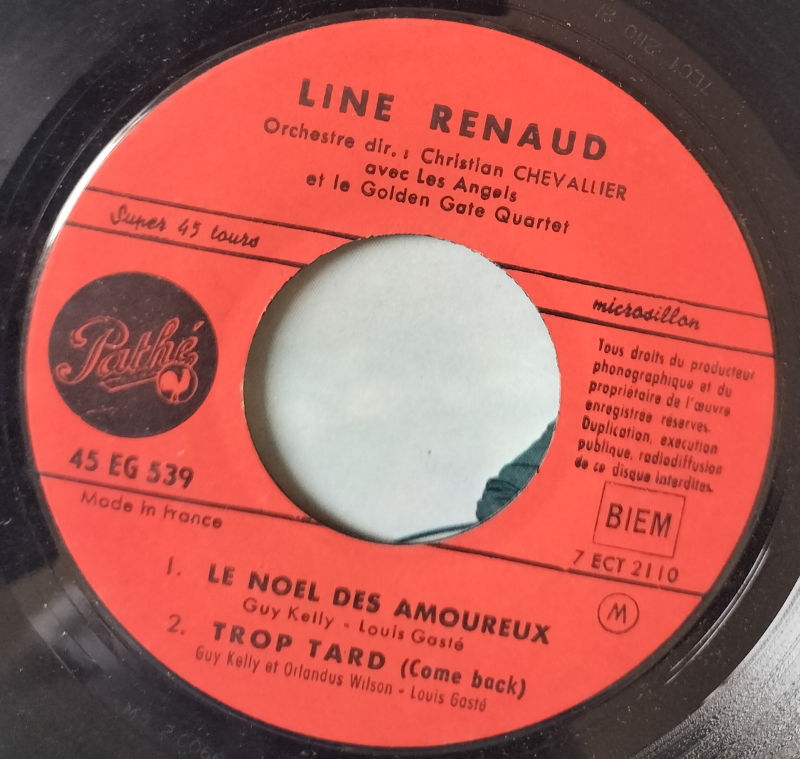 LINE RENAUD
Orchestre dir. : Christian CHEVALLIER
avec Les Angels
et le Golden Gate Quartet
Super 45 tours
microsillon
Pathé
Tous droits du producteur
phonographique et du
propriétaire de l'œuvre
enregistrée réservés.
Duplication, exécution
publique, radiodiffusion
de ce disque interdites.
45 EG 539
Made in France
BIEM
7 ECT 2110
M
1. LE NOEL DES AMOUREUX
Guy Kelly - Louis Gasté
2. TROP TARD (Come back)
Guy Kelly et Orlandus Wilson - Louis Gasté